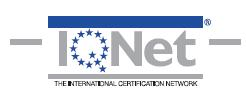 IQNet®
THE INTERNATIONAL CERTIFICATION NETWORK